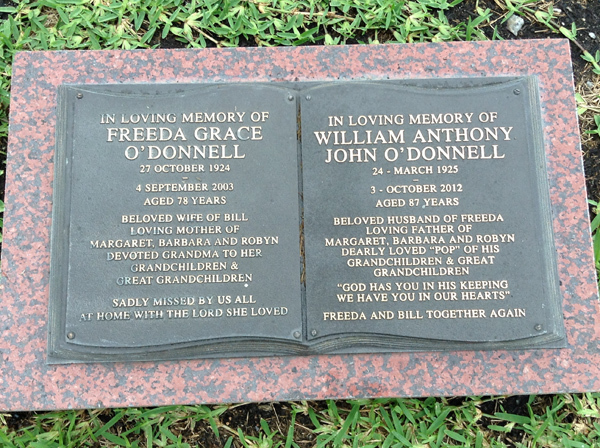 IN LOVING MEMORY OF
FREEDA GRACE
O'DONNELL
27 OCTOBER 1924
–
4 SEPTEMBER 2003
AGED 78 YEARS
BELOVED WIFE OF BILL
LOVING MOTHER OF
MARGARET, BARBARA AND ROBYN
DEVOTED GRANDMA TO HER
GRANDCHILDREN &
GREAT GRANDCHILDREN
SADLY MISSED BY US ALL
AT HOME WITH THE LORD SHE LOVED
IN LOVING MEMORY OF
WILLIAM ANTHONY
JOHN O'DONNELL
24 - MARCH 1925
–
3 - OCTOBER 2012
AGED 87 YEARS
BELOVED HUSBAND OF FREEDA
LOVING FATHER OF
MARGARET, BARBARA AND ROBYN
DEARLY LOVED "POP" OF HIS
GRANDCHILDREN & GREAT
GRANDCHILDREN
"GOD HAS YOU IN HIS KEEPING
WE HAVE YOU IN OUR HEARTS"
FREEDA AND BILL TOGETHER AGAIN